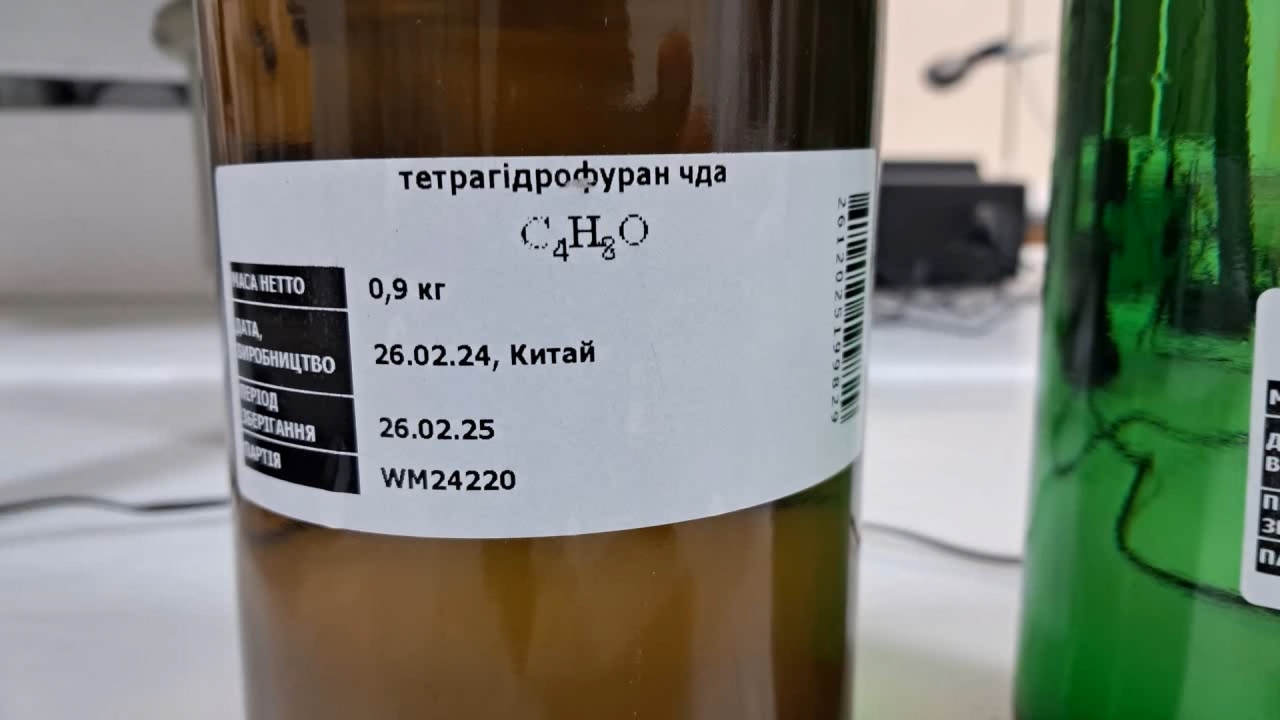 тетрагідрофуран чда
C₄H₈O
МАСА НЕТТО 0,9 кг
ДАТА,
ВИРОБНИЦТВО 26.02.24, Китай
ПЕРІОД
ЗБЕРІГАННЯ 26.02.25
ПАРТІЯ WM24220
2612025199829